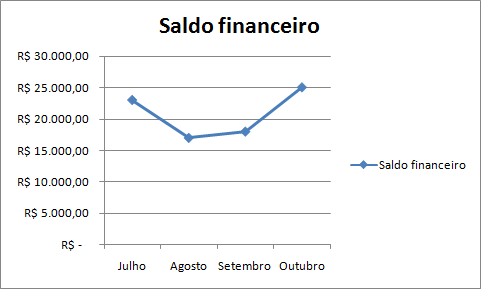 Saldo financeiro
R$ 30.000,00
R$ 25.000,00
R$ 20.000,00
R$ 15.000,00
R$ 10.000,00
R$ 5.000,00
R$ -
Julho Agosto Setembro Outubro
Saldo financeiro